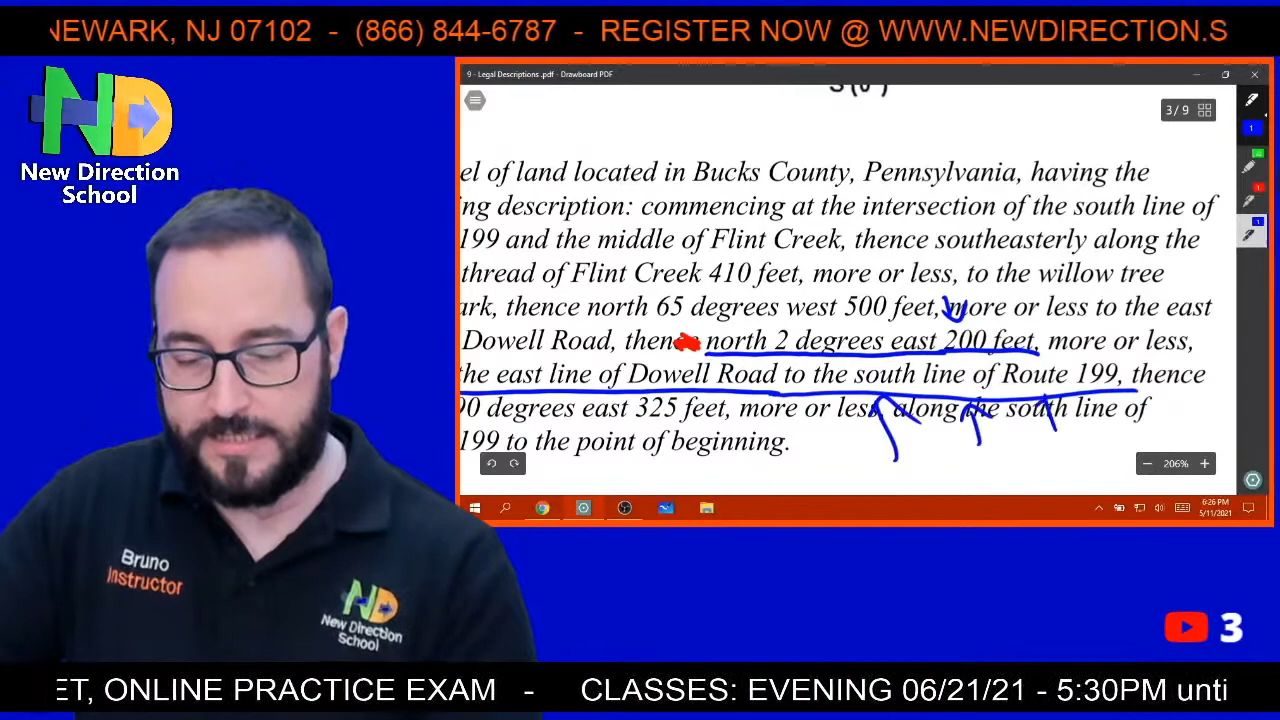 NEWARK, NJ 07102 - (866) 844-6787 - REGISTER NOW @ WWW.NEWDIRECTION.S
ND
New Direction
School
9 - Legal Descriptions .pdf - Drawboard PDF
3 / 9
1
1
1
el of land located in Bucks County, Pennsylvania, having the
ng description: commencing at the intersection of the south line of
199 and the middle of Flint Creek, thence southeasterly along the
thread of Flint Creek 410 feet, more or less, to the willow tree
ark, thence north 65 degrees west 500 feet, more or less to the east
Dowell Road, thence north 2 degrees east 200 feet, more or less,
the east line of Dowell Road to the south line of Route 199, thence
90 degrees east 325 feet, more or less, along the south line of
199 to the point of beginning.
206%
6:26 PM
5/11/2021
Bruno
Instructor
ND
New Direction
School
3
ET, ONLINE PRACTICE EXAM - CLASSES: EVENING 06/21/21 - 5:30PM unti